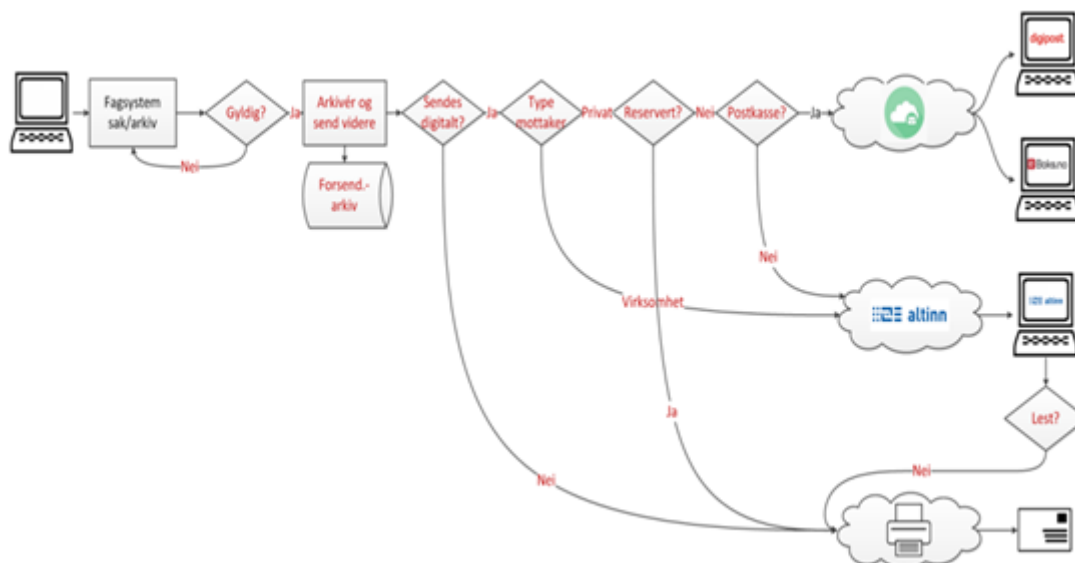 Fagsystem
sak/arkiv
Gyldig?
Ja
Arkivér og
send videre
Sendes
digitalt?
Ja
Type
mottaker
Privat
Reservert?
Nei
Postkasse?
Ja
digipost
Nei
Forsend.-
arkiv
Boks.no
Nei
Virksomhet
altinn
altinn
Ja
Lest?
Nei
Nei